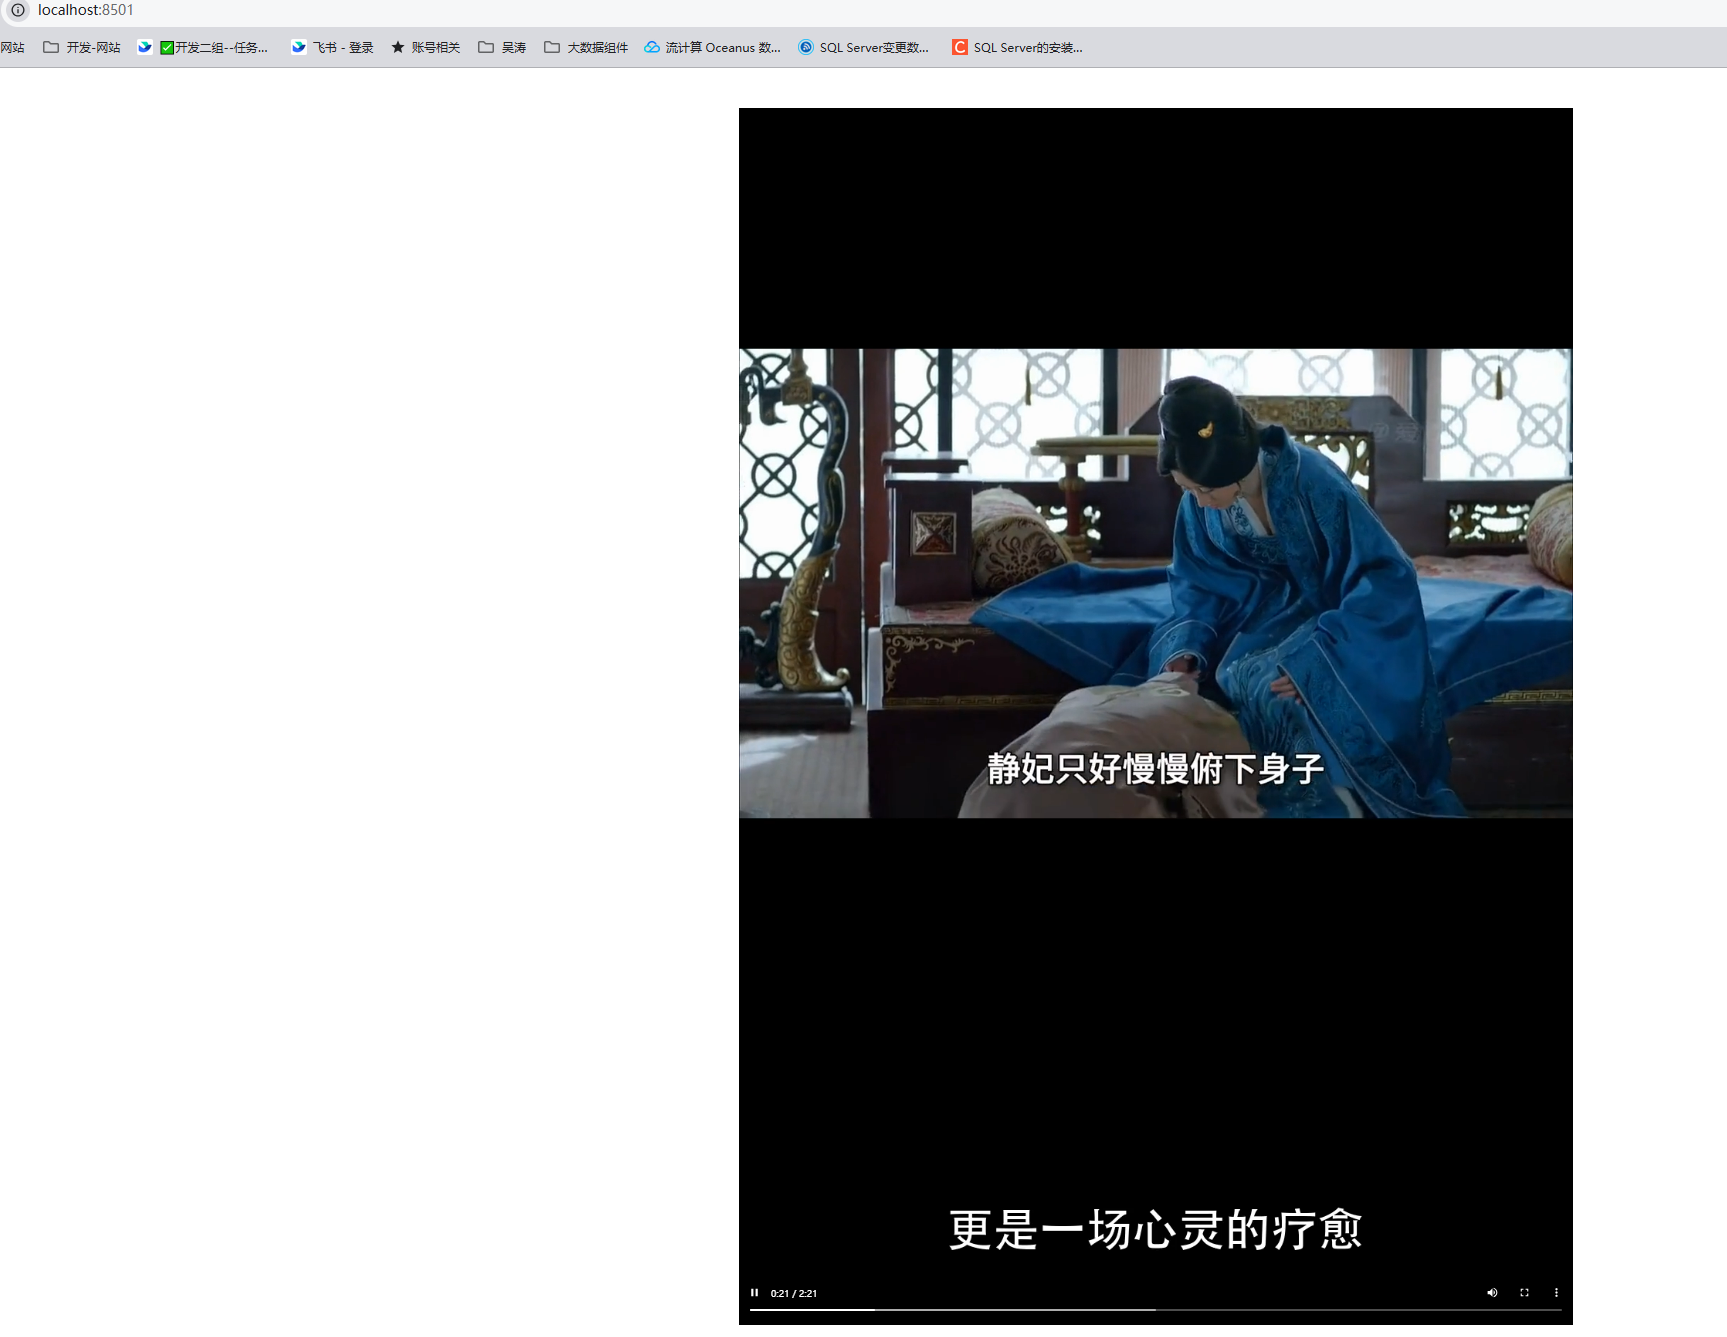 localhost:8501
网站 开发-网站 开发二组--任务... 飞书 - 登录 账号相关 吴涛 大数据组件 流计算 Oceanus 数... SQL Server变更数... C SQL Server的安装...
静妃只好慢慢俯下身子
更是一场心灵的疗愈
0:21 / 2:21